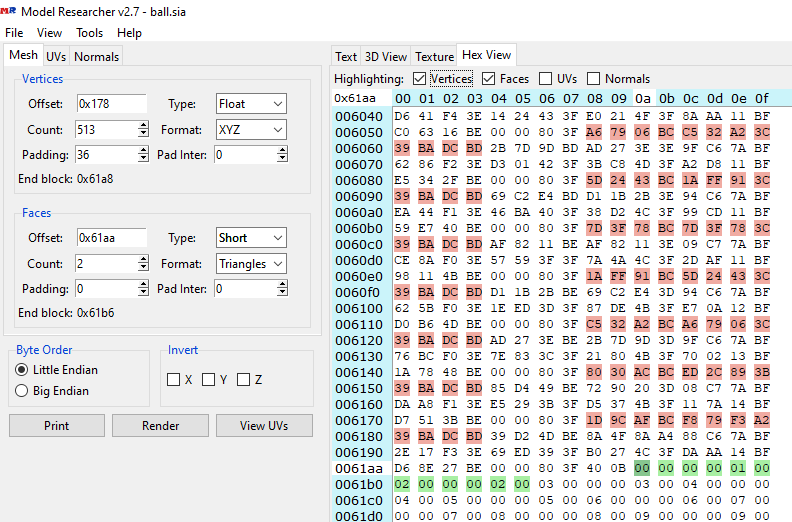 MR Model Researcher v2.7 - ball.sia
File View Tools Help
Mesh UVs Normals
Vertices
Offset: 0x178 Type: Float
Count: 513 Format: XYZ
Padding: 36 Pad Inter: 0
End block: 0x61a8
Faces
Offset: 0x61aa Type: Short
Count: 2 Format: Triangles
Padding: 0 Pad Inter: 0
End block: 0x61b6
Byte Order
Little Endian
Big Endian
Invert
X Y Z
Print Render View UVs
Text 3D View Texture Hex View
Highlighting: Vertices Faces UVs Normals
0x61aa 00 01 02 03 04 05 06 07 08 09 0a 0b 0c 0d 0e 0f
006040 D6 41 F4 3E 14 24 43 3F E0 21 4F 3F 8A AA 11 BF
006050 C0 63 16 BE 00 00 80 3F A6 79 06 BC C5 32 A2 3C
006060 39 BA DC BD 2B 7D 9D BD AD 27 3E 3E 9F C6 7A BF
006070 62 86 F2 3E D3 01 42 3F 3B C8 4D 3F A2 D8 11 BF
006080 E5 34 2F BE 00 00 80 3F 5D 24 43 BC 1A FF 91 3C
006090 39 BA DC BD 69 C2 E4 BD D1 1B 2B 3E 94 C6 7A BF
0060a0 EA 44 F1 3E 46 BA 40 3F 38 D2 4C 3F 99 CD 11 BF
0060b0 59 E7 40 BE 00 00 80 3F 7D 3F 78 BC 7D 3F 78 3C
0060c0 39 BA DC BD AF 82 11 BE AF 82 11 3E 09 C7 7A BF
0060d0 CE 8A F0 3E 57 59 3F 3F 7A 4A 4C 3F 2D AF 11 BF
0060e0 98 11 4B BE 00 00 80 3F 1A FF 91 BC 5D 24 43 3C
0060f0 39 BA DC BD D1 1B 2B BE 69 C2 E4 3D 94 C6 7A BF
006100 62 5B F0 3E 1E ED 3D 3F 87 DE 4B 3F E7 0A 12 BF
006110 D0 B6 4D BE 00 00 80 3F C5 32 A2 BC A6 79 06 3C
006120 39 BA DC BD AD 27 3E BE 2B 7D 9D 3D 9F C6 7A BF
006130 76 BC F0 3E 7E 83 3C 3F 21 80 4B 3F 70 02 13 BF
006140 1A 78 48 BE 00 00 80 3F 80 30 AC BC ED 2C 89 3B
006150 39 BA DC BD 85 D4 49 BE 72 90 20 3D 08 C7 7A BF
006160 DA A8 F1 3E E5 29 3B 3F D5 37 4B 3F 11 7A 14 BF
006170 D7 51 3B BE 00 00 80 3F 1D 9C AF BC F8 79 F3 A2
006180 39 BA DC BD 39 D2 4D BE 8A 4F 8A A4 88 C6 7A BF
006190 2E 17 F3 3E 69 ED 39 3F B0 27 4C 3F DA AA 14 BF
0061aa D6 8E 27 BE 00 00 80 3F 40 0B 00 00 00 00 01 00
0061b0 02 00 00 00 02 00 03 00 00 00 03 00 04 00 00 00
0061c0 04 00 05 00 00 00 05 00 06 00 00 00 06 00 07 00
0061d0 00 00 07 00 08 00 00 00 08 00 09 00 00 00 09 00